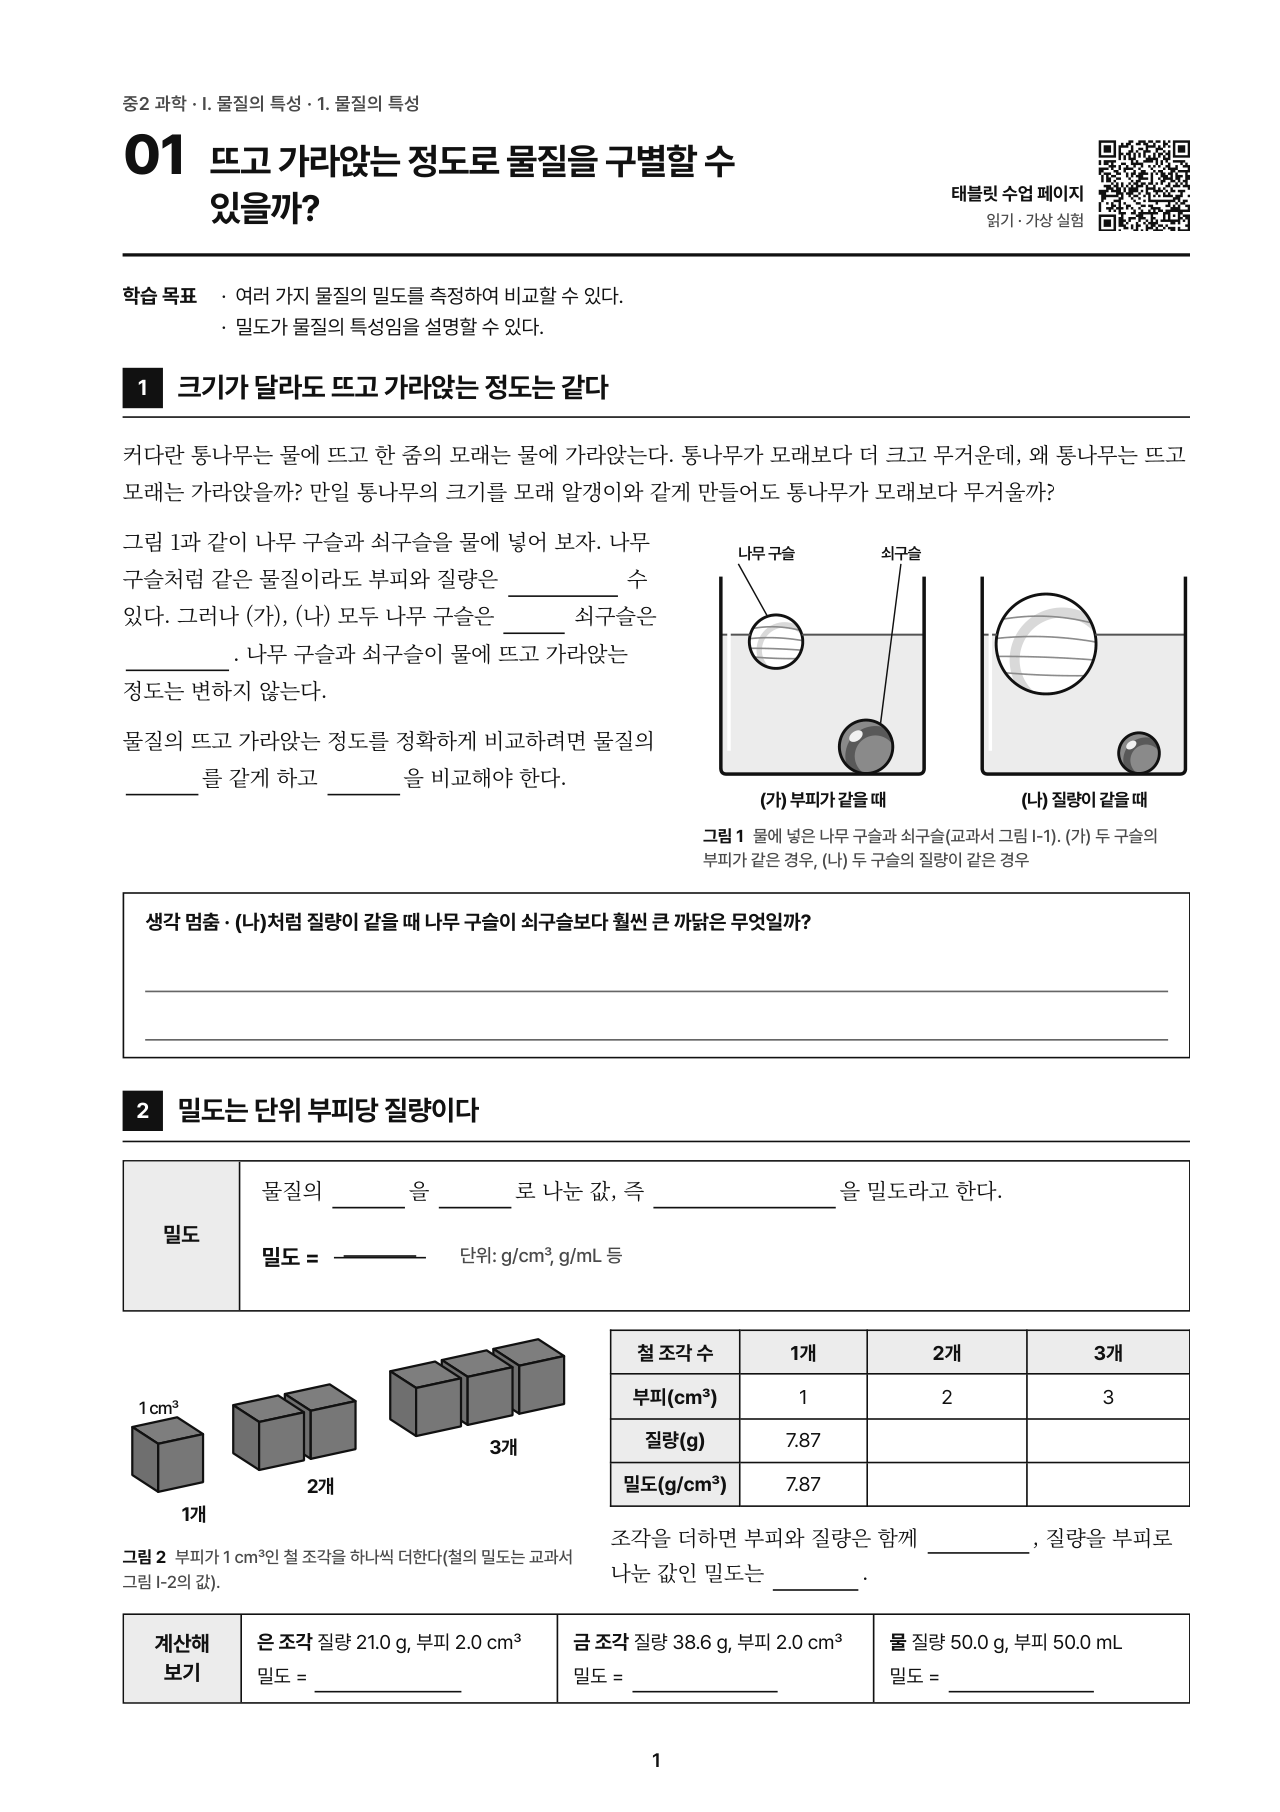 중2 과학 · I. 물질의 특성 · 1. 물질의 특성
01 뜨고 가라앉는 정도로 물질을 구별할 수
있을까?
태블릿 수업 페이지
읽기 · 가상 실험
학습 목표 · 여러 가지 물질의 밀도를 측정하여 비교할 수 있다.
· 밀도가 물질의 특성임을 설명할 수 있다.
1 크기가 달라도 뜨고 가라앉는 정도는 같다
커다란 통나무는 물에 뜨고 한 줌의 모래는 물에 가라앉는다. 통나무가 모래보다 더 크고 무거운데, 왜 통나무는 뜨고
모래는 가라앉을까? 만일 통나무의 크기를 모래 알갱이와 같게 만들어도 통나무가 모래보다 무거울까?
그림 1과 같이 나무 구슬과 쇠구슬을 물에 넣어 보자. 나무
구슬처럼 같은 물질이라도 부피와 질량은 ______ 수
있다. 그러나 (가), (나) 모두 나무 구슬은 ______ 쇠구슬은
______ . 나무 구슬과 쇠구슬이 물에 뜨고 가라앉는
정도는 변하지 않는다.
물질의 뜨고 가라앉는 정도를 정확하게 비교하려면 물질의
______ 를 같게 하고 ______ 을 비교해야 한다.
나무 구슬 쇠구슬
(가) 부피가 같을 때 (나) 질량이 같을 때
그림 1 물에 넣은 나무 구슬과 쇠구슬(교과서 그림 I-1). (가) 두 구슬의
부피가 같은 경우, (나) 두 구슬의 질량이 같은 경우
생각 멈춤 · (나)처럼 질량이 같을 때 나무 구슬이 쇠구슬보다 훨씬 큰 까닭은 무엇일까?
2 밀도는 단위 부피당 질량이다
밀도
물질의 ______ 을 ______ 로 나눈 값, 즉 ______ 을 밀도라고 한다.
밀도 = ______ 단위: g/cm³, g/mL 등
1 cm³
1개
2개
3개
그림 2 부피가 1 cm³인 철 조각을 하나씩 더한다(철의 밀도는 교과서
그림 I-2의 값).
철 조각 수 1개 2개 3개
부피(cm³) 1 2 3
질량(g) 7.87
밀도(g/cm³) 7.87
조각을 더하면 부피와 질량은 함께 ______ , 질량을 부피로
나눈 값인 밀도는 ______ .
계산해
보기
은 조각 질량 21.0 g, 부피 2.0 cm³
밀도 = ______
금 조각 질량 38.6 g, 부피 2.0 cm³
밀도 = ______
물 질량 50.0 g, 부피 50.0 mL
밀도 = ______
1